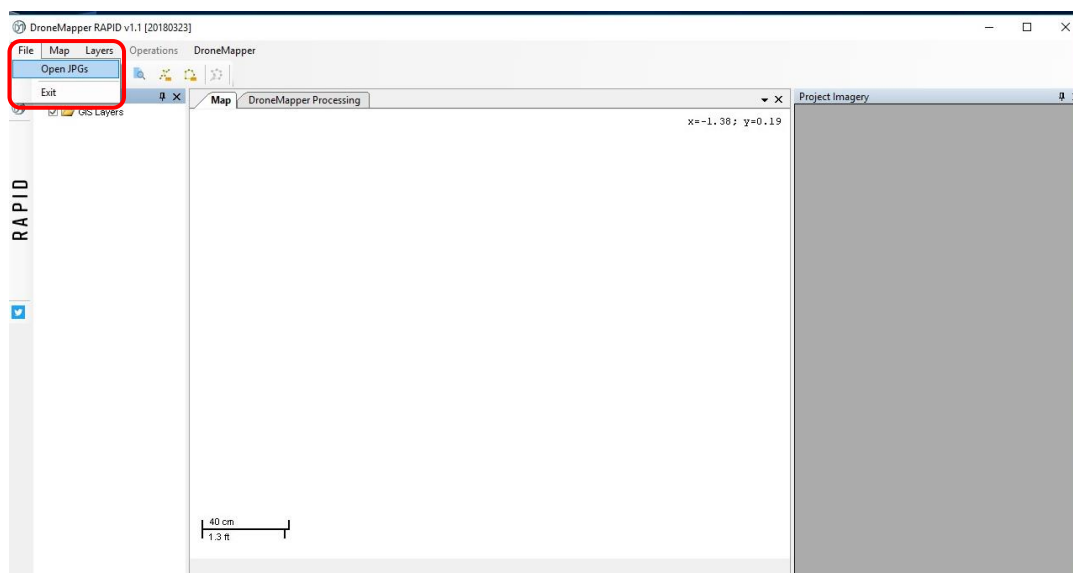 DroneMapper RAPID v1.1 [20180323]
File Map Layers Operations DroneMapper
Open JPGs
Exit
Map DroneMapper Processing
Project Imagery
GIS Layers
x=-1.38; y=0.19
RAPID
40 cm
1.3 ft